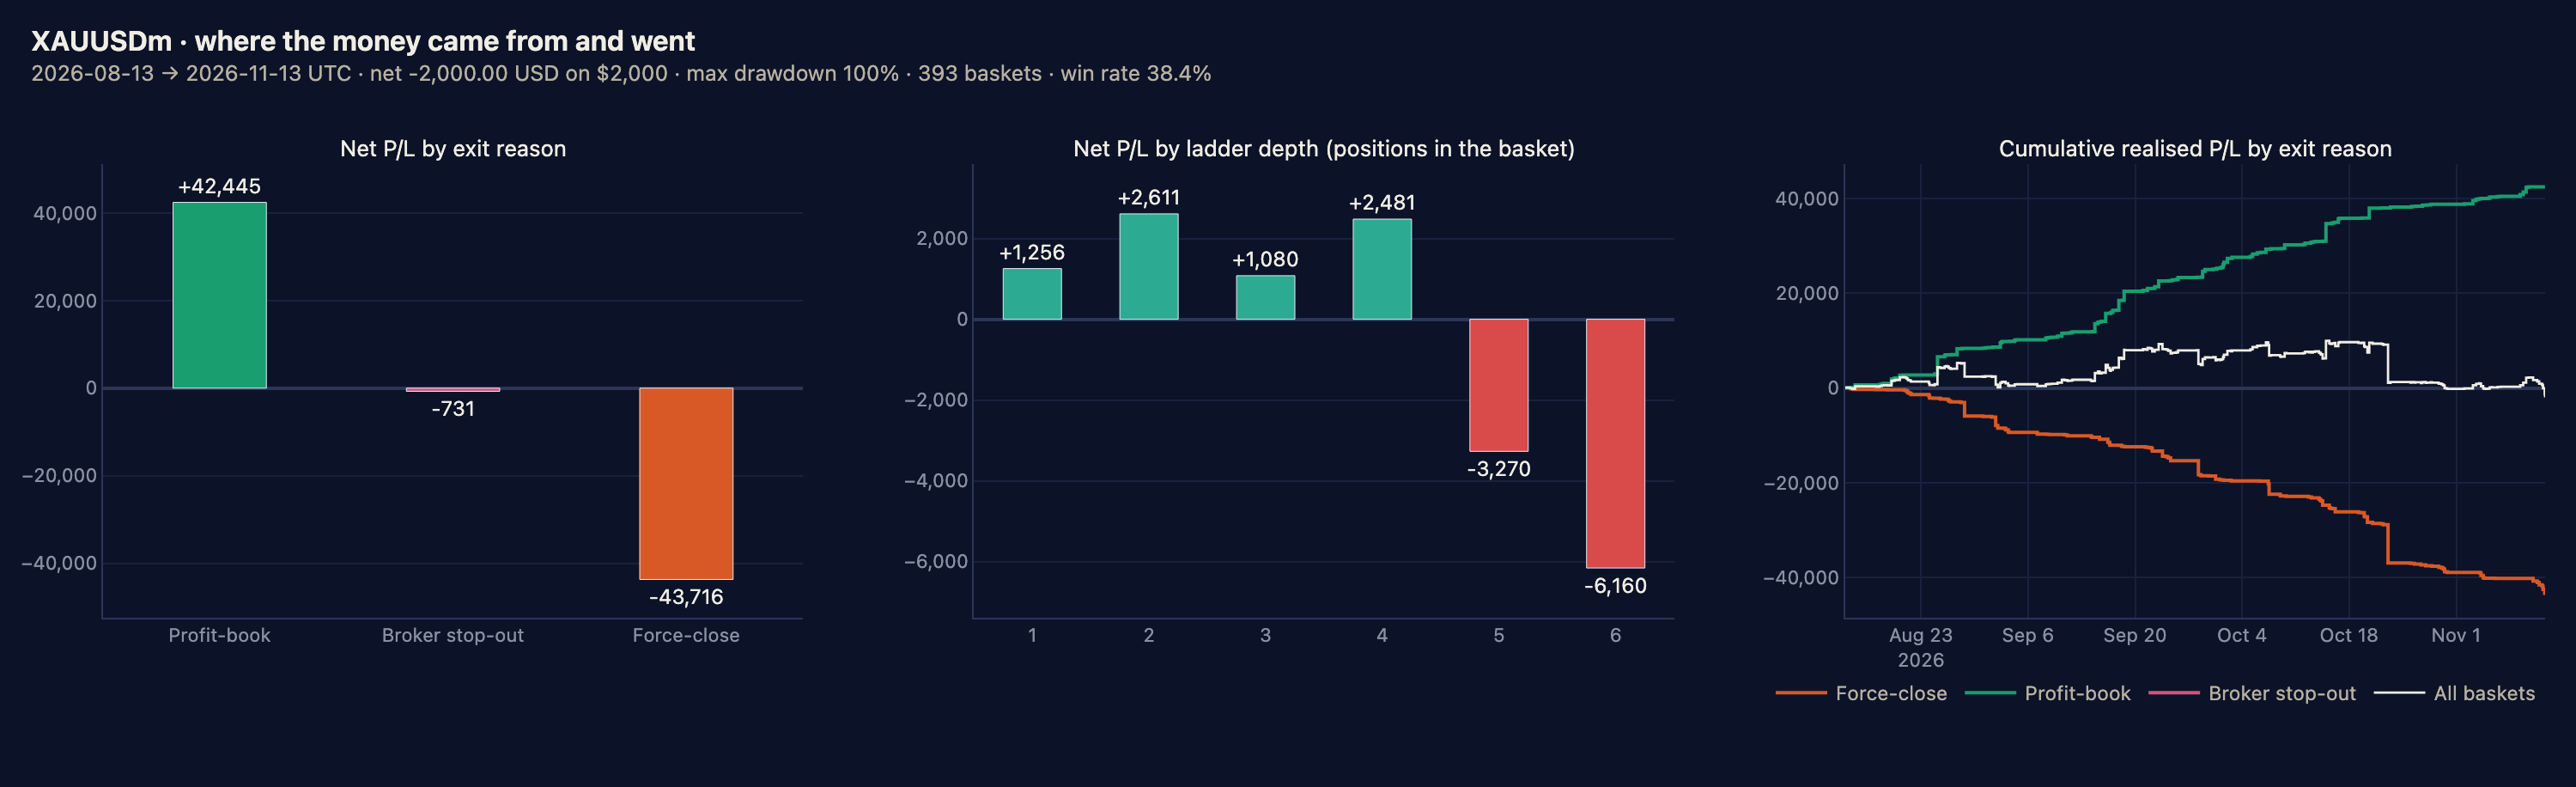 XAUUSDm · where the money came from and went
2026-08-13 → 2026-11-13 UTC · net -2,000.00 USD on $2,000 · max drawdown 100% · 393 baskets · win rate 38.4%
Net P/L by exit reason
+42,445
-731
-43,716
40,000
20,000
0
−20,000
−40,000
Profit-book
Broker stop-out
Force-close
Net P/L by ladder depth (positions in the basket)
+1,256
+2,611
+1,080
+2,481
-3,270
-6,160
2,000
0
−2,000
−4,000
−6,000
1
2
3
4
5
6
Cumulative realised P/L by exit reason
40,000
20,000
0
−20,000
−40,000
Aug 23
2026
Sep 6
Sep 20
Oct 4
Oct 18
Nov 1
Force-close
Profit-book
Broker stop-out
All baskets